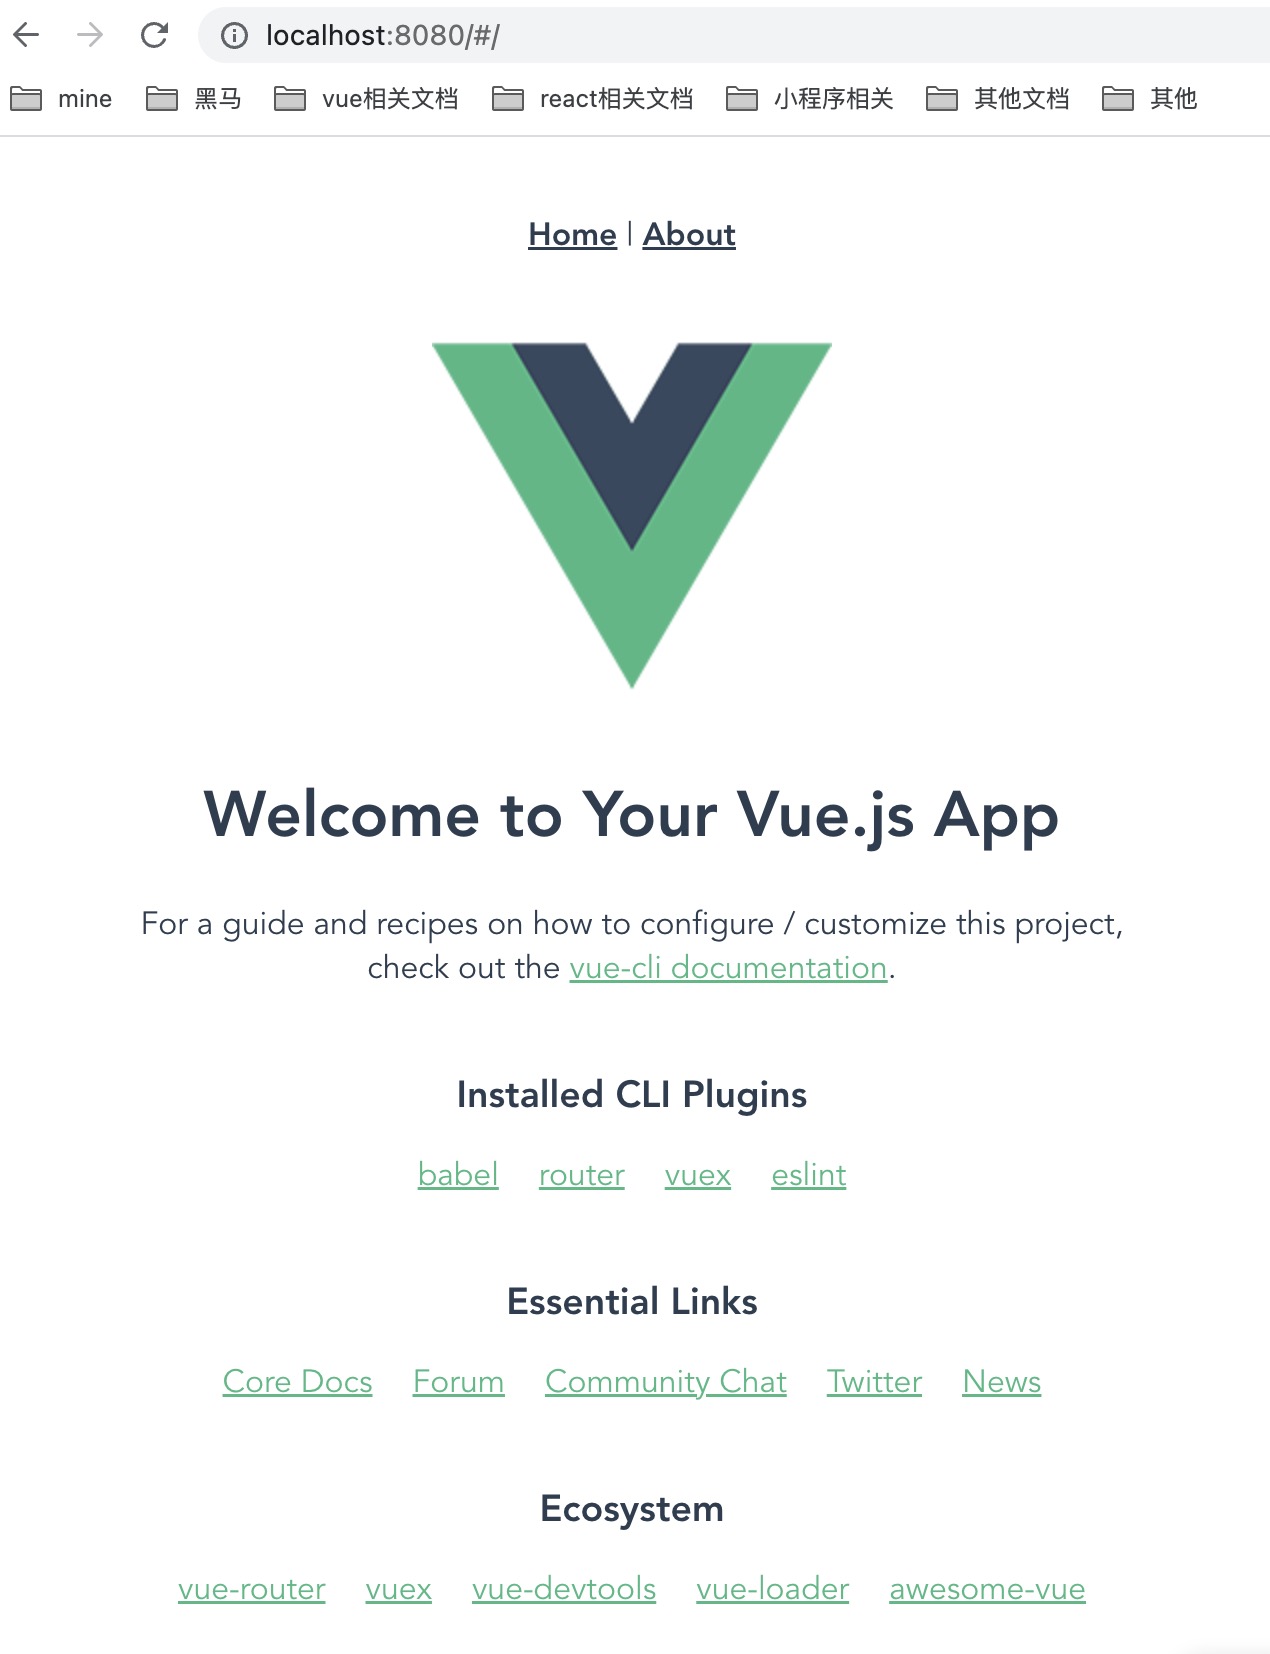 localhost:8080/#/
mine 黑马 vue相关文档 react相关文档 小程序相关 其他文档 其他
Home | About
Welcome to Your Vue.js App
For a guide and recipes on how to configure / customize this project,
check out the vue-cli documentation.
Installed CLI Plugins
babel router vuex eslint
Essential Links
Core Docs Forum Community Chat Twitter News
Ecosystem
vue-router vuex vue-devtools vue-loader awesome-vue